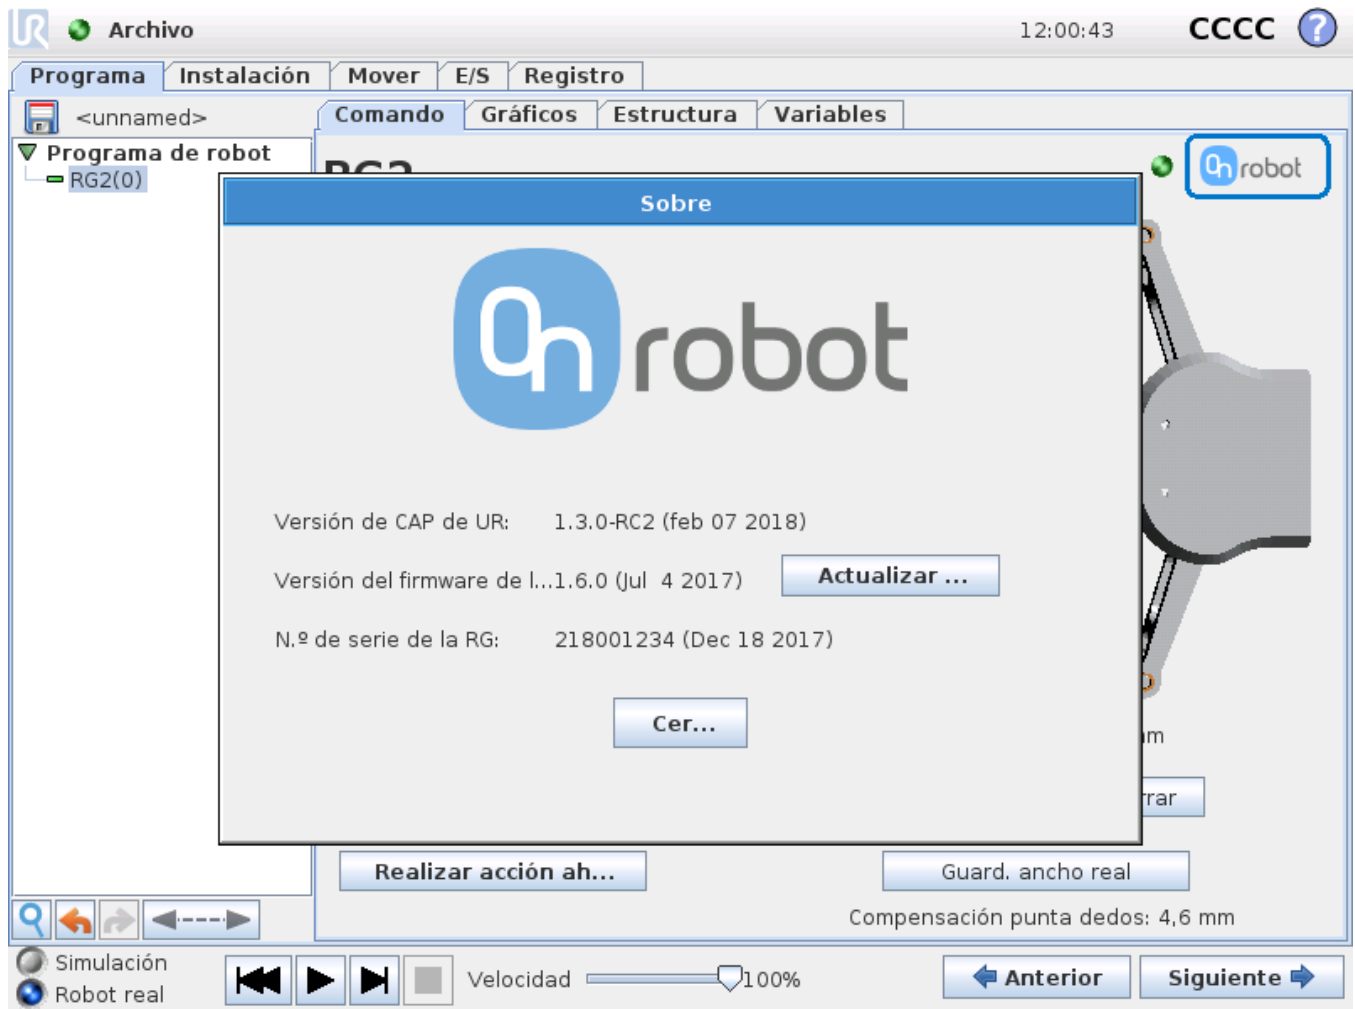 Archivo
12:00:43
CCCC
?
Programa
Instalación
Mover
E/S
Registro
<unnamed>
Comando
Gráficos
Estructura
Variables
Programa de robot
RG2(0)
RG2
On robot
Sobre
On robot
Versión de CAP de UR: 1.3.0-RC2 (feb 07 2018)
Versión del firmware de l...1.6.0 (Jul 4 2017)
Actualizar ...
N.º de serie de la RG: 218001234 (Dec 18 2017)
Cer...
Realizar acción ah...
Guard. ancho real
Compensación punta dedos: 4,6 mm
Simulación
Robot real
Velocidad
100%
Anterior
Siguiente